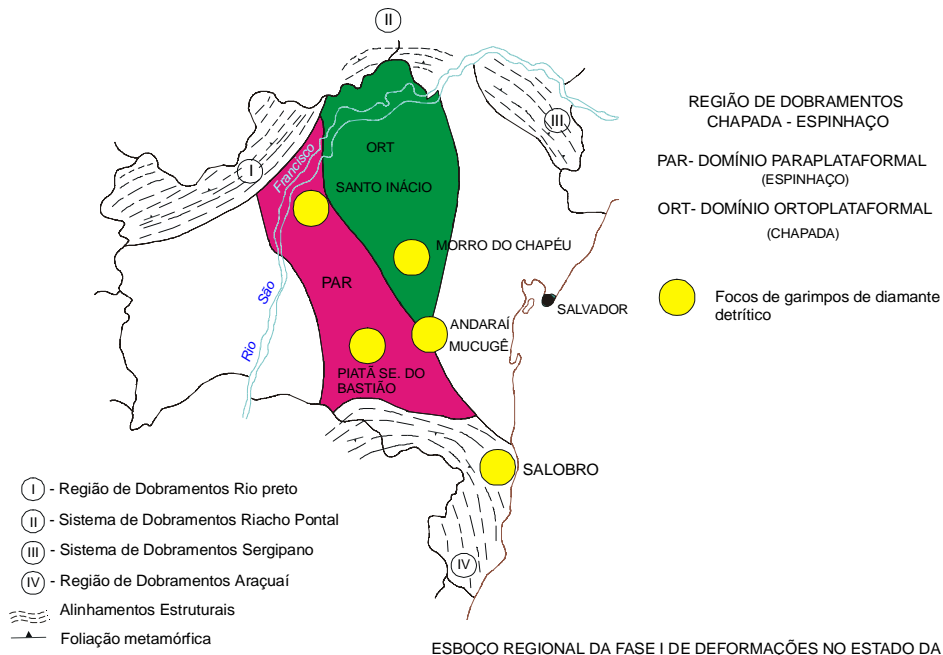 II
III
I
ORT
Francisco
SANTO INÁCIO
MORRO DO CHAPÉU
PAR
São
SALVADOR
ANDARAÍ
MUCUGÊ
Rio
PIATÃ SE. DO
BASTIÃO
SALOBRO
IV
REGIÃO DE DOBRAMENTOS
CHAPADA - ESPINHAÇO
PAR- DOMÍNIO PARAPLATAFORMAL
(ESPINHAÇO)
ORT- DOMÍNIO ORTOPLATAFORMAL
(CHAPADA)
Focos de garimpos de diamante
detrítico
I - Região de Dobramentos Rio preto
II - Sistema de Dobramentos Riacho Pontal
III - Sistema de Dobramentos Sergipano
IV - Região de Dobramentos Araçuaí
Alinhamentos Estruturais
Foliação metamórfica
ESBOÇO REGIONAL DA FASE I DE DEFORMAÇÕES NO ESTADO DA